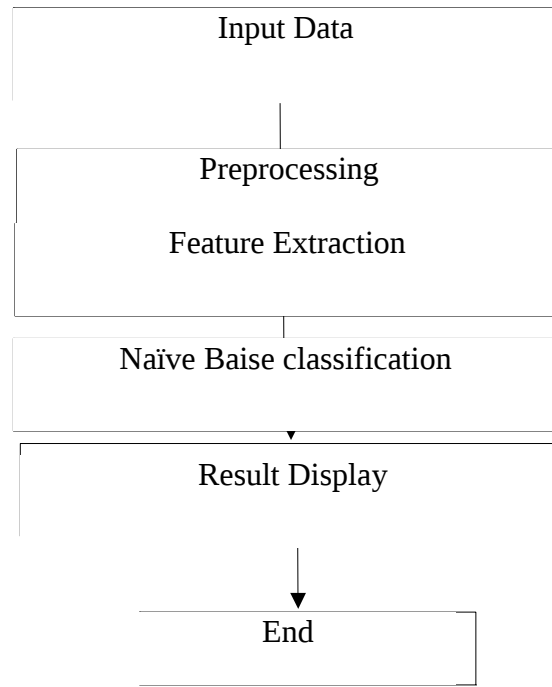 Input Data
Preprocessing
Feature Extraction
Naïve Baise classification
Result Display
End